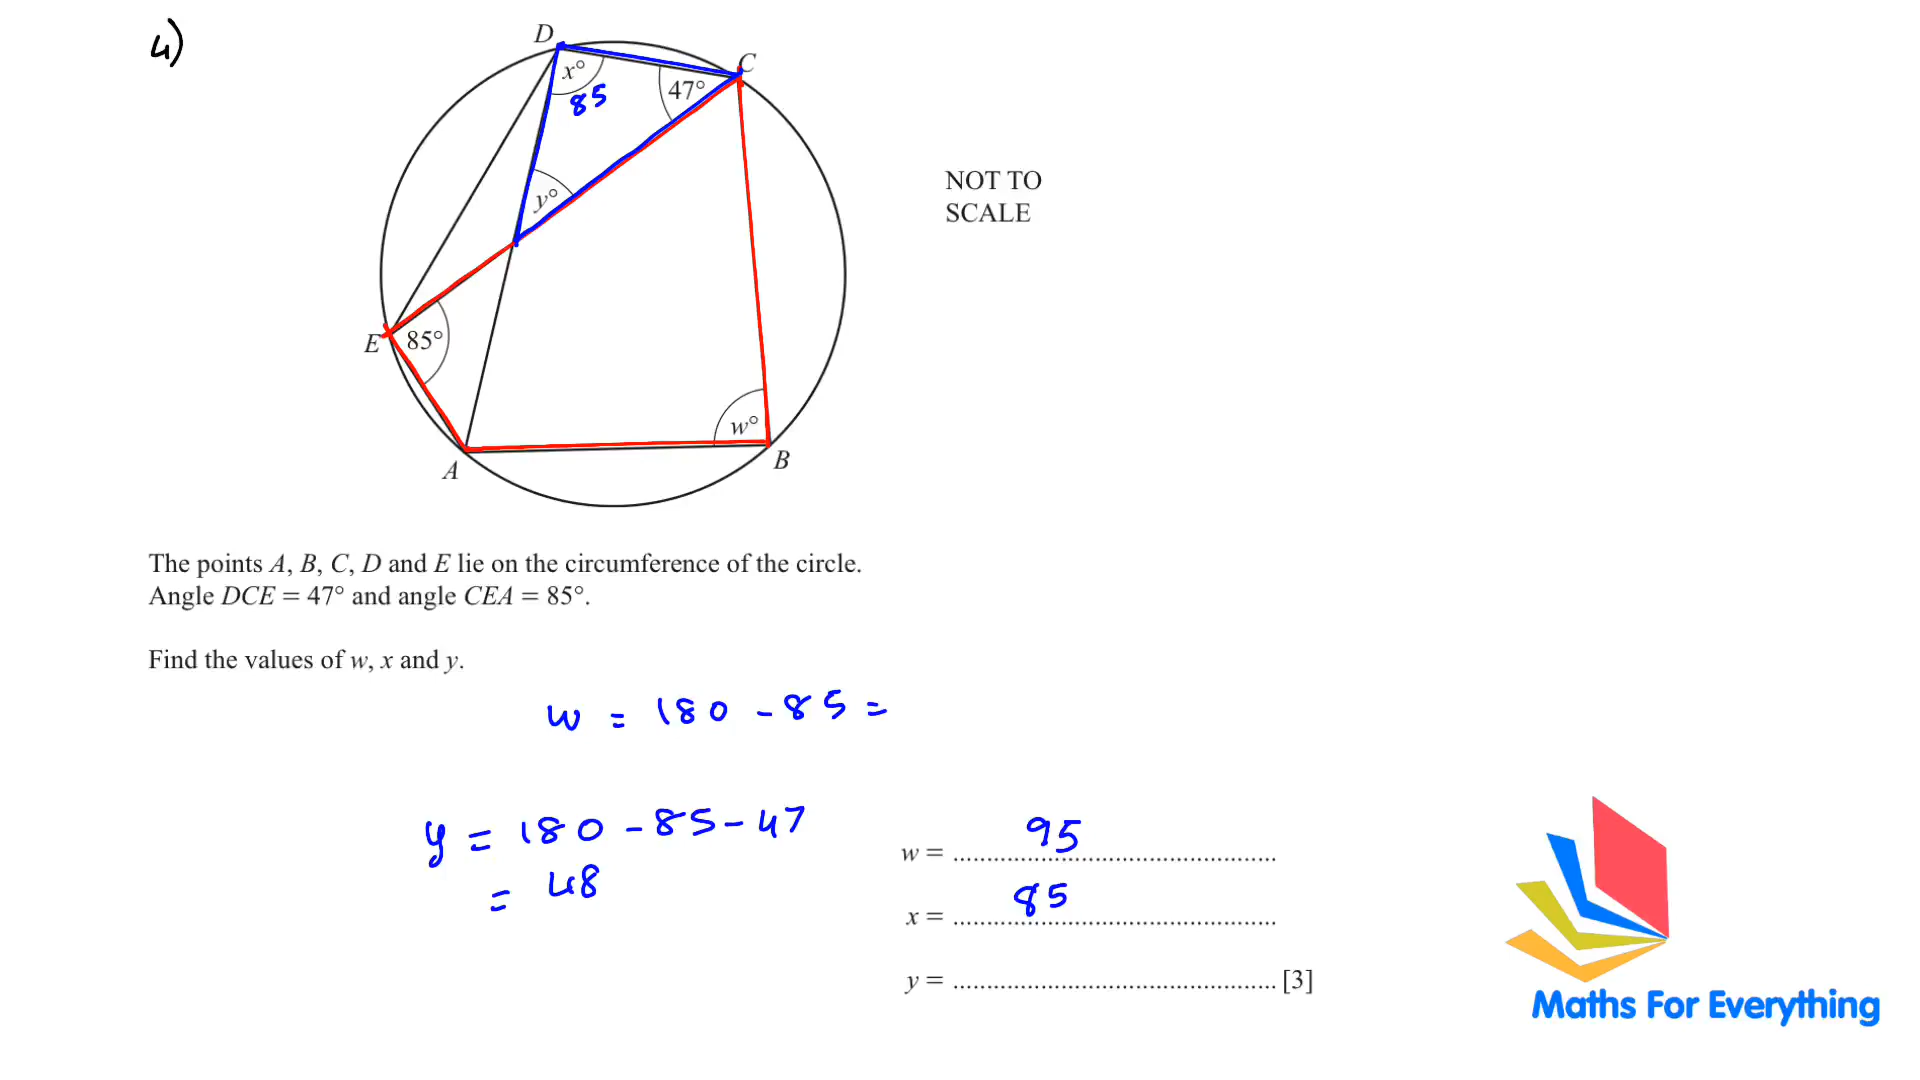 4)
D
C
x°
85
47°
y°
NOT TO
SCALE
E
85°
w°
A
B
The points A, B, C, D and E lie on the circumference of the circle.
Angle DCE = 47° and angle CEA = 85°.
Find the values of w, x and y.
w = 180 - 85 =
y = 180 - 85 - 47
= 48
w = 95
x = 85
y = ................................................ [3]
Maths For Everything